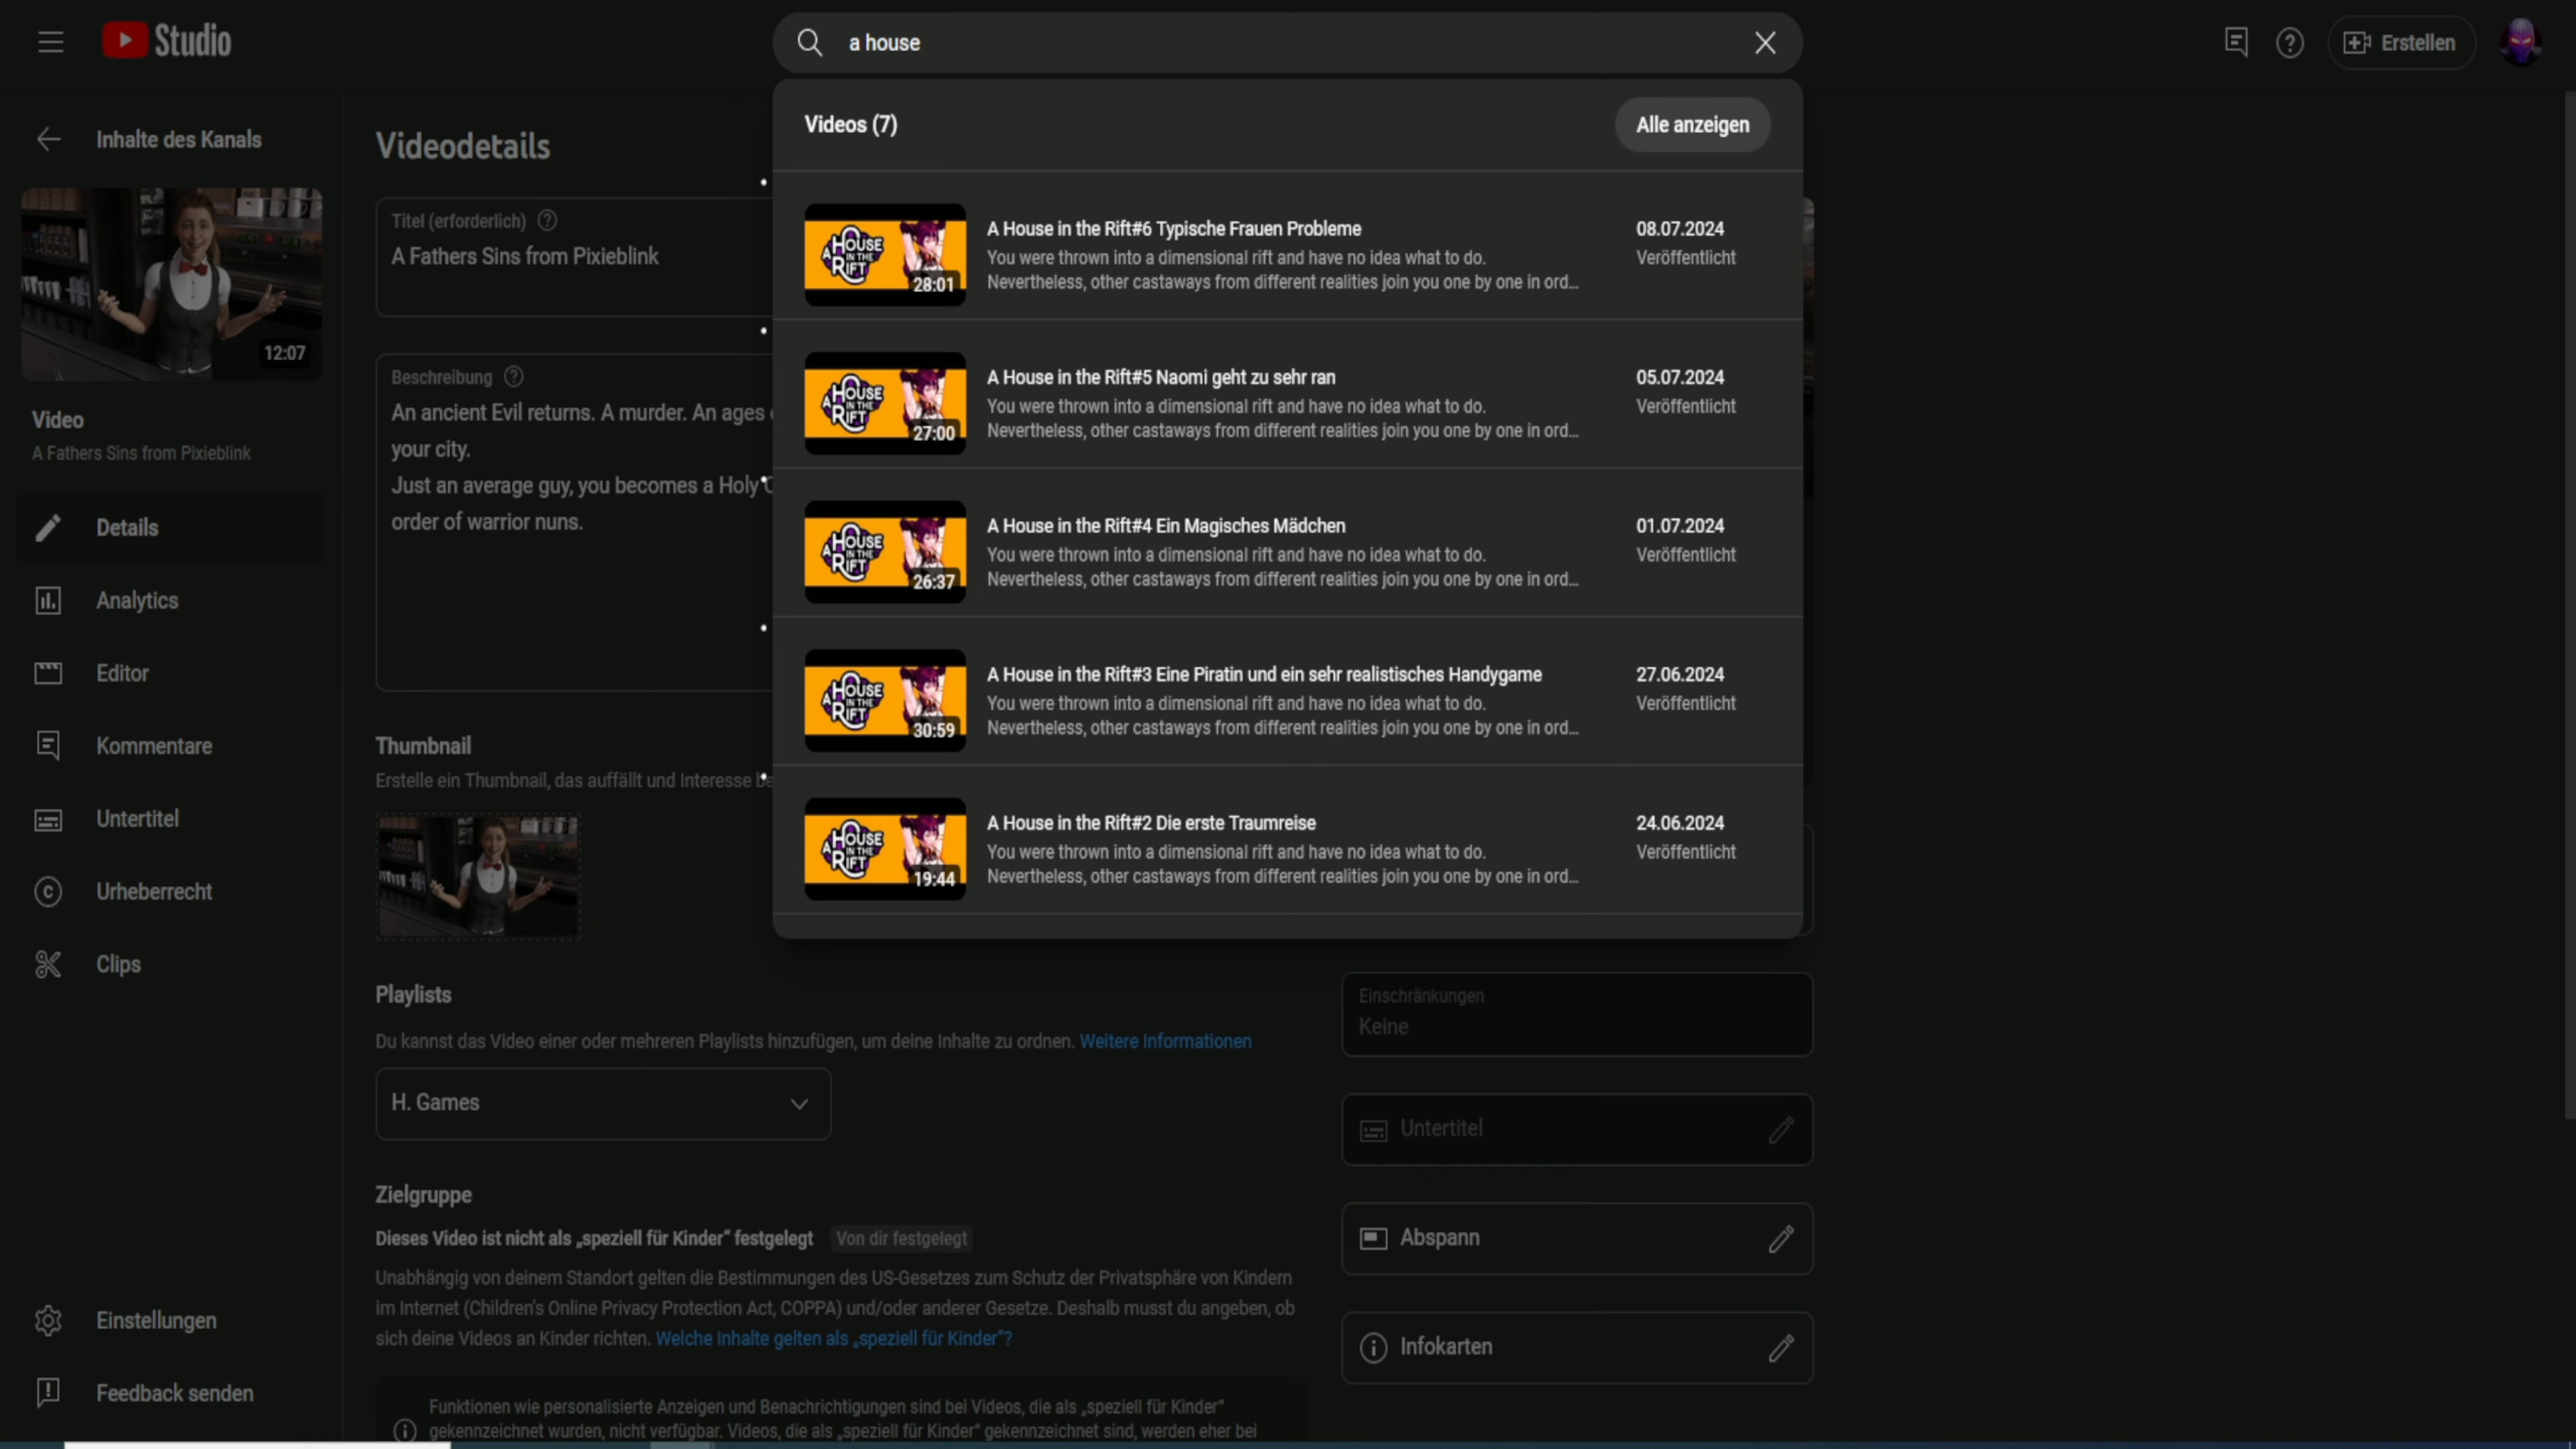 Studio
a house
Erstellen
Inhalte des Kanals
12:07
Video
A Fathers Sins from Pixieblink
Details
Analytics
Editor
Kommentare
Untertitel
Urheberrecht
Clips
Einstellungen
Feedback senden
Videodetails
Titel (erforderlich)
A Fathers Sins from Pixieblink
Beschreibung
An ancient Evil returns. A murder. An ages
your city.
Just an average guy, you becomes a Holy
order of warrior nuns.
Thumbnail
Erstelle ein Thumbnail, das auffällt und Interesse
Playlists
Du kannst das Video einer oder mehreren Playlists hinzufügen, um deine Inhalte zu ordnen. Weitere Informationen
H. Games
Zielgruppe
Dieses Video ist nicht als „speziell für Kinder“ festgelegt Von dir festgelegt
Unabhängig von deinem Standort gelten die Bestimmungen des US-Gesetzes zum Schutz der Privatsphäre von Kindern
im Internet (Children's Online Privacy Protection Act, COPPA) und/oder anderer Gesetze. Deshalb musst du angeben, ob
sich deine Videos an Kinder richten. Welche Inhalte gelten als „speziell für Kinder“?
Funktionen wie personalisierte Anzeigen und Benachrichtigungen sind bei Videos, die als „speziell für Kinder“
gekennzeichnet wurden, nicht verfügbar. Videos, die als „speziell für Kinder“ gekennzeichnet sind, werden eher bei
Videos (7)
Alle anzeigen
A HOUSE IN THE RIFT
28:01
A House in the Rift#6 Typische Frauen Probleme
You were thrown into a dimensional rift and have no idea what to do.
Nevertheless, other castaways from different realities join you one by one in ord...
08.07.2024
Veröffentlicht
A HOUSE IN THE RIFT
27:00
A House in the Rift#5 Naomi geht zu sehr ran
You were thrown into a dimensional rift and have no idea what to do.
Nevertheless, other castaways from different realities join you one by one in ord...
05.07.2024
Veröffentlicht
A HOUSE IN THE RIFT
26:37
A House in the Rift#4 Ein Magisches Mädchen
You were thrown into a dimensional rift and have no idea what to do.
Nevertheless, other castaways from different realities join you one by one in ord...
01.07.2024
Veröffentlicht
A HOUSE IN THE RIFT
30:59
A House in the Rift#3 Eine Piratin und ein sehr realistisches Handygame
You were thrown into a dimensional rift and have no idea what to do.
Nevertheless, other castaways from different realities join you one by one in ord...
27.06.2024
Veröffentlicht
A HOUSE IN THE RIFT
19:44
A House in the Rift#2 Die erste Traumreise
You were thrown into a dimensional rift and have no idea what to do.
Nevertheless, other castaways from different realities join you one by one in ord...
24.06.2024
Veröffentlicht
Einschränkungen
Keine
Untertitel
Abspann
Infokarten